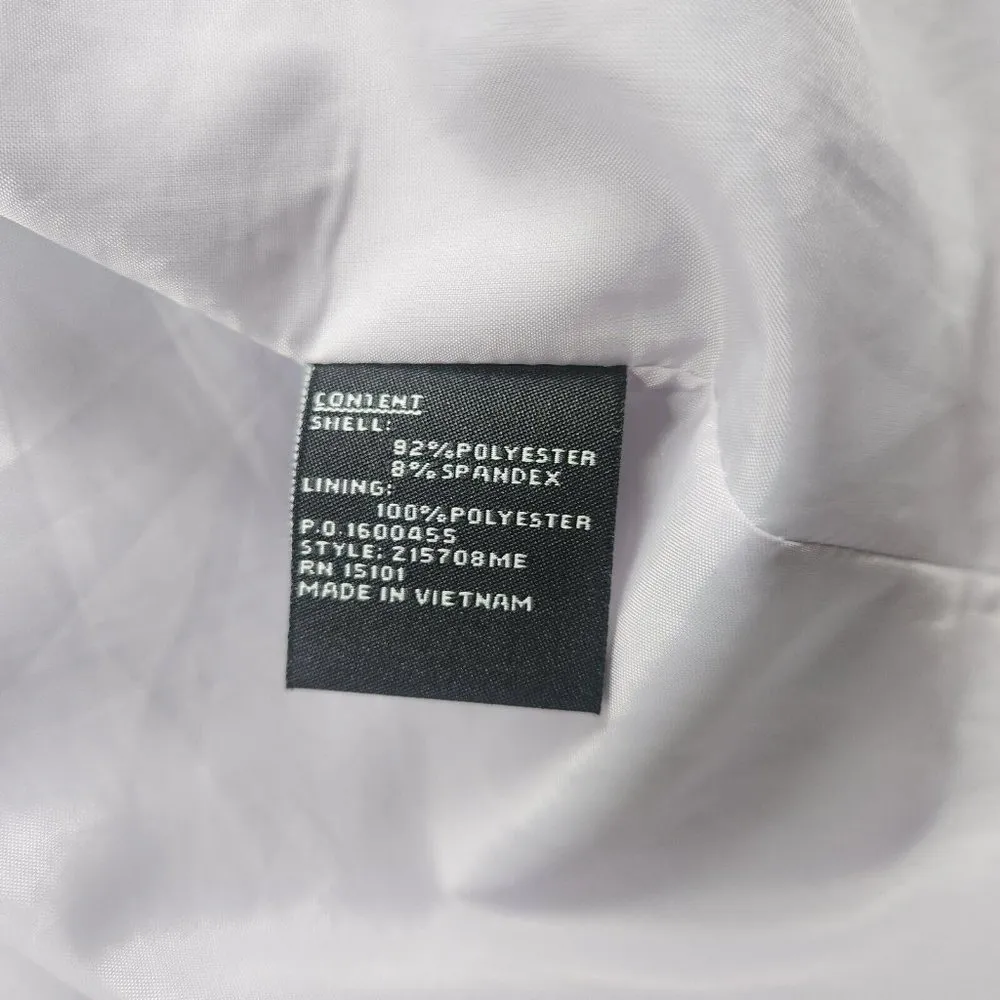 CONTENT
SHELL:
92%POLYESTER
8%SPANDEX
LINING:
100%POLYESTER
P.O.1600455
STYLE: 215708ME
RN 15101
MADE IN VIETNAM